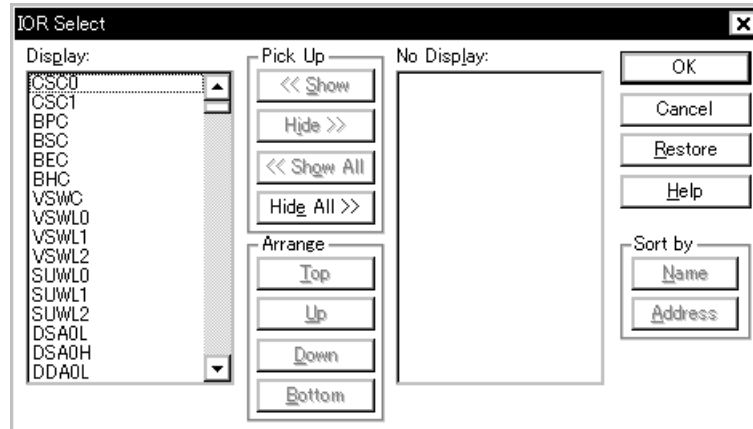 IOR Select
Display:
CSC0
CSC1
BPC
BSC
BEC
BHC
VSWC
VSWL0
VSWL1
VSWL2
SUWL0
SUWL1
SUWL2
DSA0L
DSA0H
DDA0L
Pick Up
<< Show
Hide >>
<< Show All
Hide All >>
Arrange
Top
Up
Down
Bottom
No Display:
OK
Cancel
Restore
Help
Sort by
Name
Address